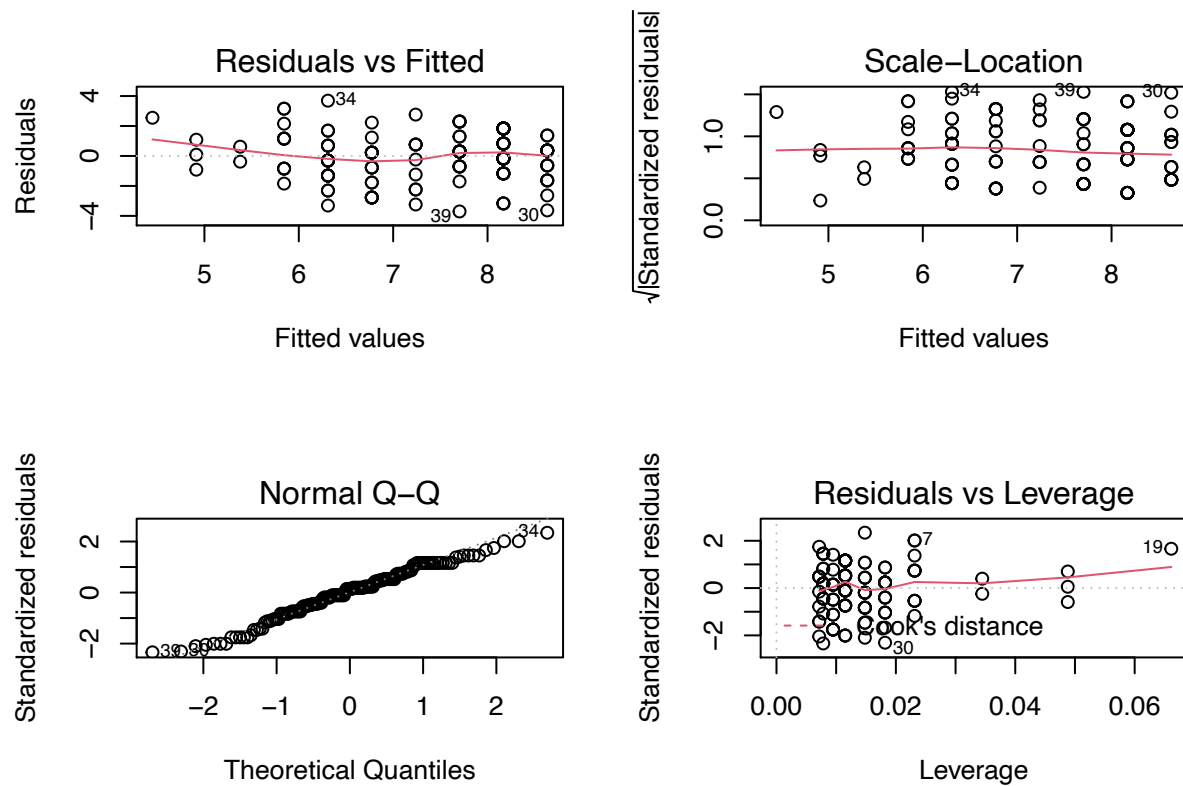 Residuals vs Fitted
Residuals
4
0
−4
34
39
30
5 6 7 8
Fitted values
Scale−Location
√|Standardized residuals|
1.0
0.0
34
39
30
5 6 7 8
Fitted values
Normal Q−Q
Standardized residuals
2
0
−2
34
39
30
−2 −1 0 1 2
Theoretical Quantiles
Residuals vs Leverage
Standardized residuals
2
0
−2
7
19
Cook's distance
30
0.00 0.02 0.04 0.06
Leverage